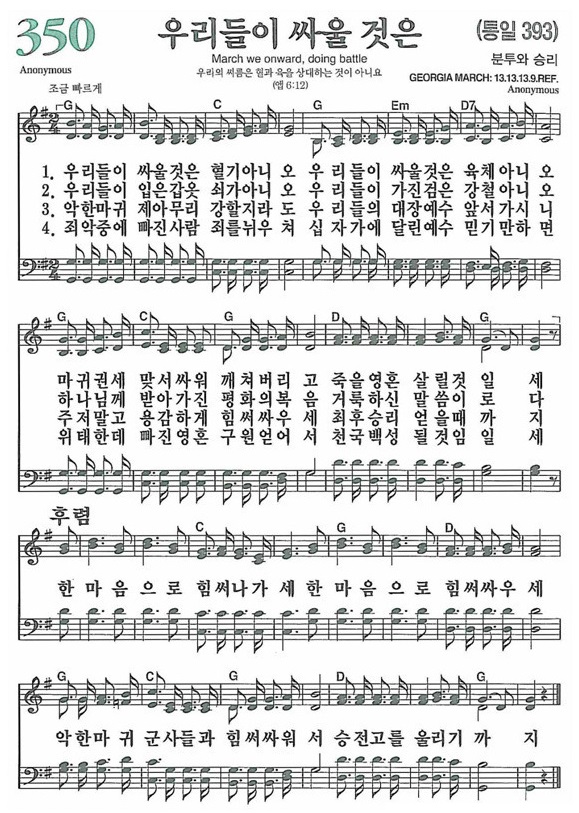 350
우리들이 싸울 것은
(통일 393)
March we onward, doing battle
Anonymous
우리의 씨름은 혈과 육을 상대하는 것이 아니요
분투와 승리
(엡 6:12)
GEORGIA MARCH: 13.13.13.9.REF.
조금 빠르게
Anonymous
G C G Em D7
1. 우리들이 싸울것은 혈기아니 오 우 리들이 싸울것은 육체아니 오
2. 우리들이 입은갑옷 쇠가아니 오 우 리들이 가진검은 강철아니 오
3. 악한마귀 제아무리 강할지라 도 우 리들의 대장예수 앞서가시 니
4. 죄악중에 빠진사람 죄를뉘우 쳐 십 자가에 달린예수 믿기만하 면
G C G D G
마귀권세 맞서싸워 깨쳐버리 고 죽을영혼 살릴것 일 세
하나님께 받아가진 평화의복음 거룩하신 말씀이 로 다
주저말고 용감하게 힘써싸우 세 최후승리 얻을때 까 지
위태한데 빠진영혼 구원얻어 서 천국백성 될것임 일 세
후렴
C G D
한 마 음 으 로 힘써나가 세 한 마 음 으 로 힘써싸우 세
G C G D G
악한마 귀 군사들과 힘써싸워 서 승전고를 울리기 까 지